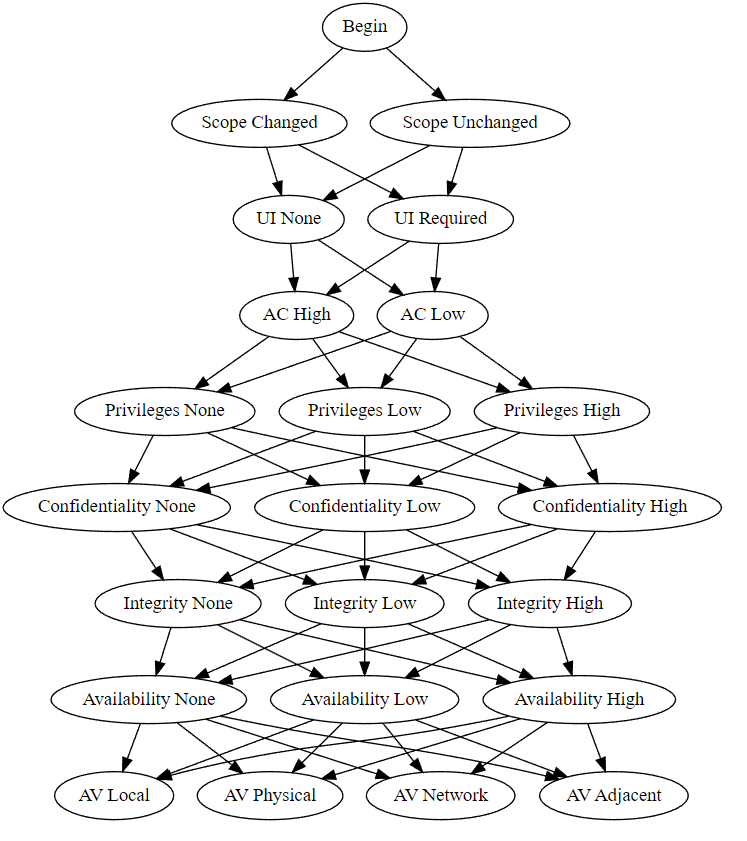 Begin
Scope Changed
Scope Unchanged
UI None
UI Required
AC High
AC Low
Privileges None
Privileges Low
Privileges High
Confidentiality None
Confidentiality Low
Confidentiality High
Integrity None
Integrity Low
Integrity High
Availability None
Availability Low
Availability High
AV Local
AV Physical
AV Network
AV Adjacent